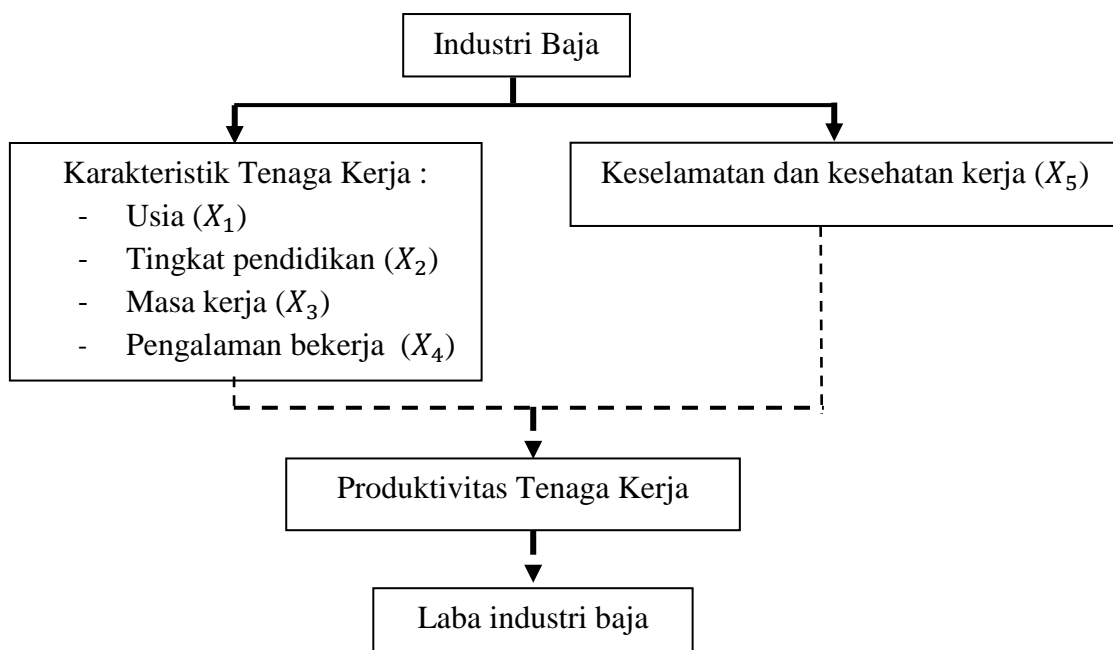 Industri Baja
Karakteristik Tenaga Kerja :
- Usia (𝑋₁)
- Tingkat pendidikan (𝑋₂)
- Masa kerja (𝑋₃)
- Pengalaman bekerja (𝑋₄)
Keselamatan dan kesehatan kerja (𝑋₅)
Produktivitas Tenaga Kerja
Laba industri baja